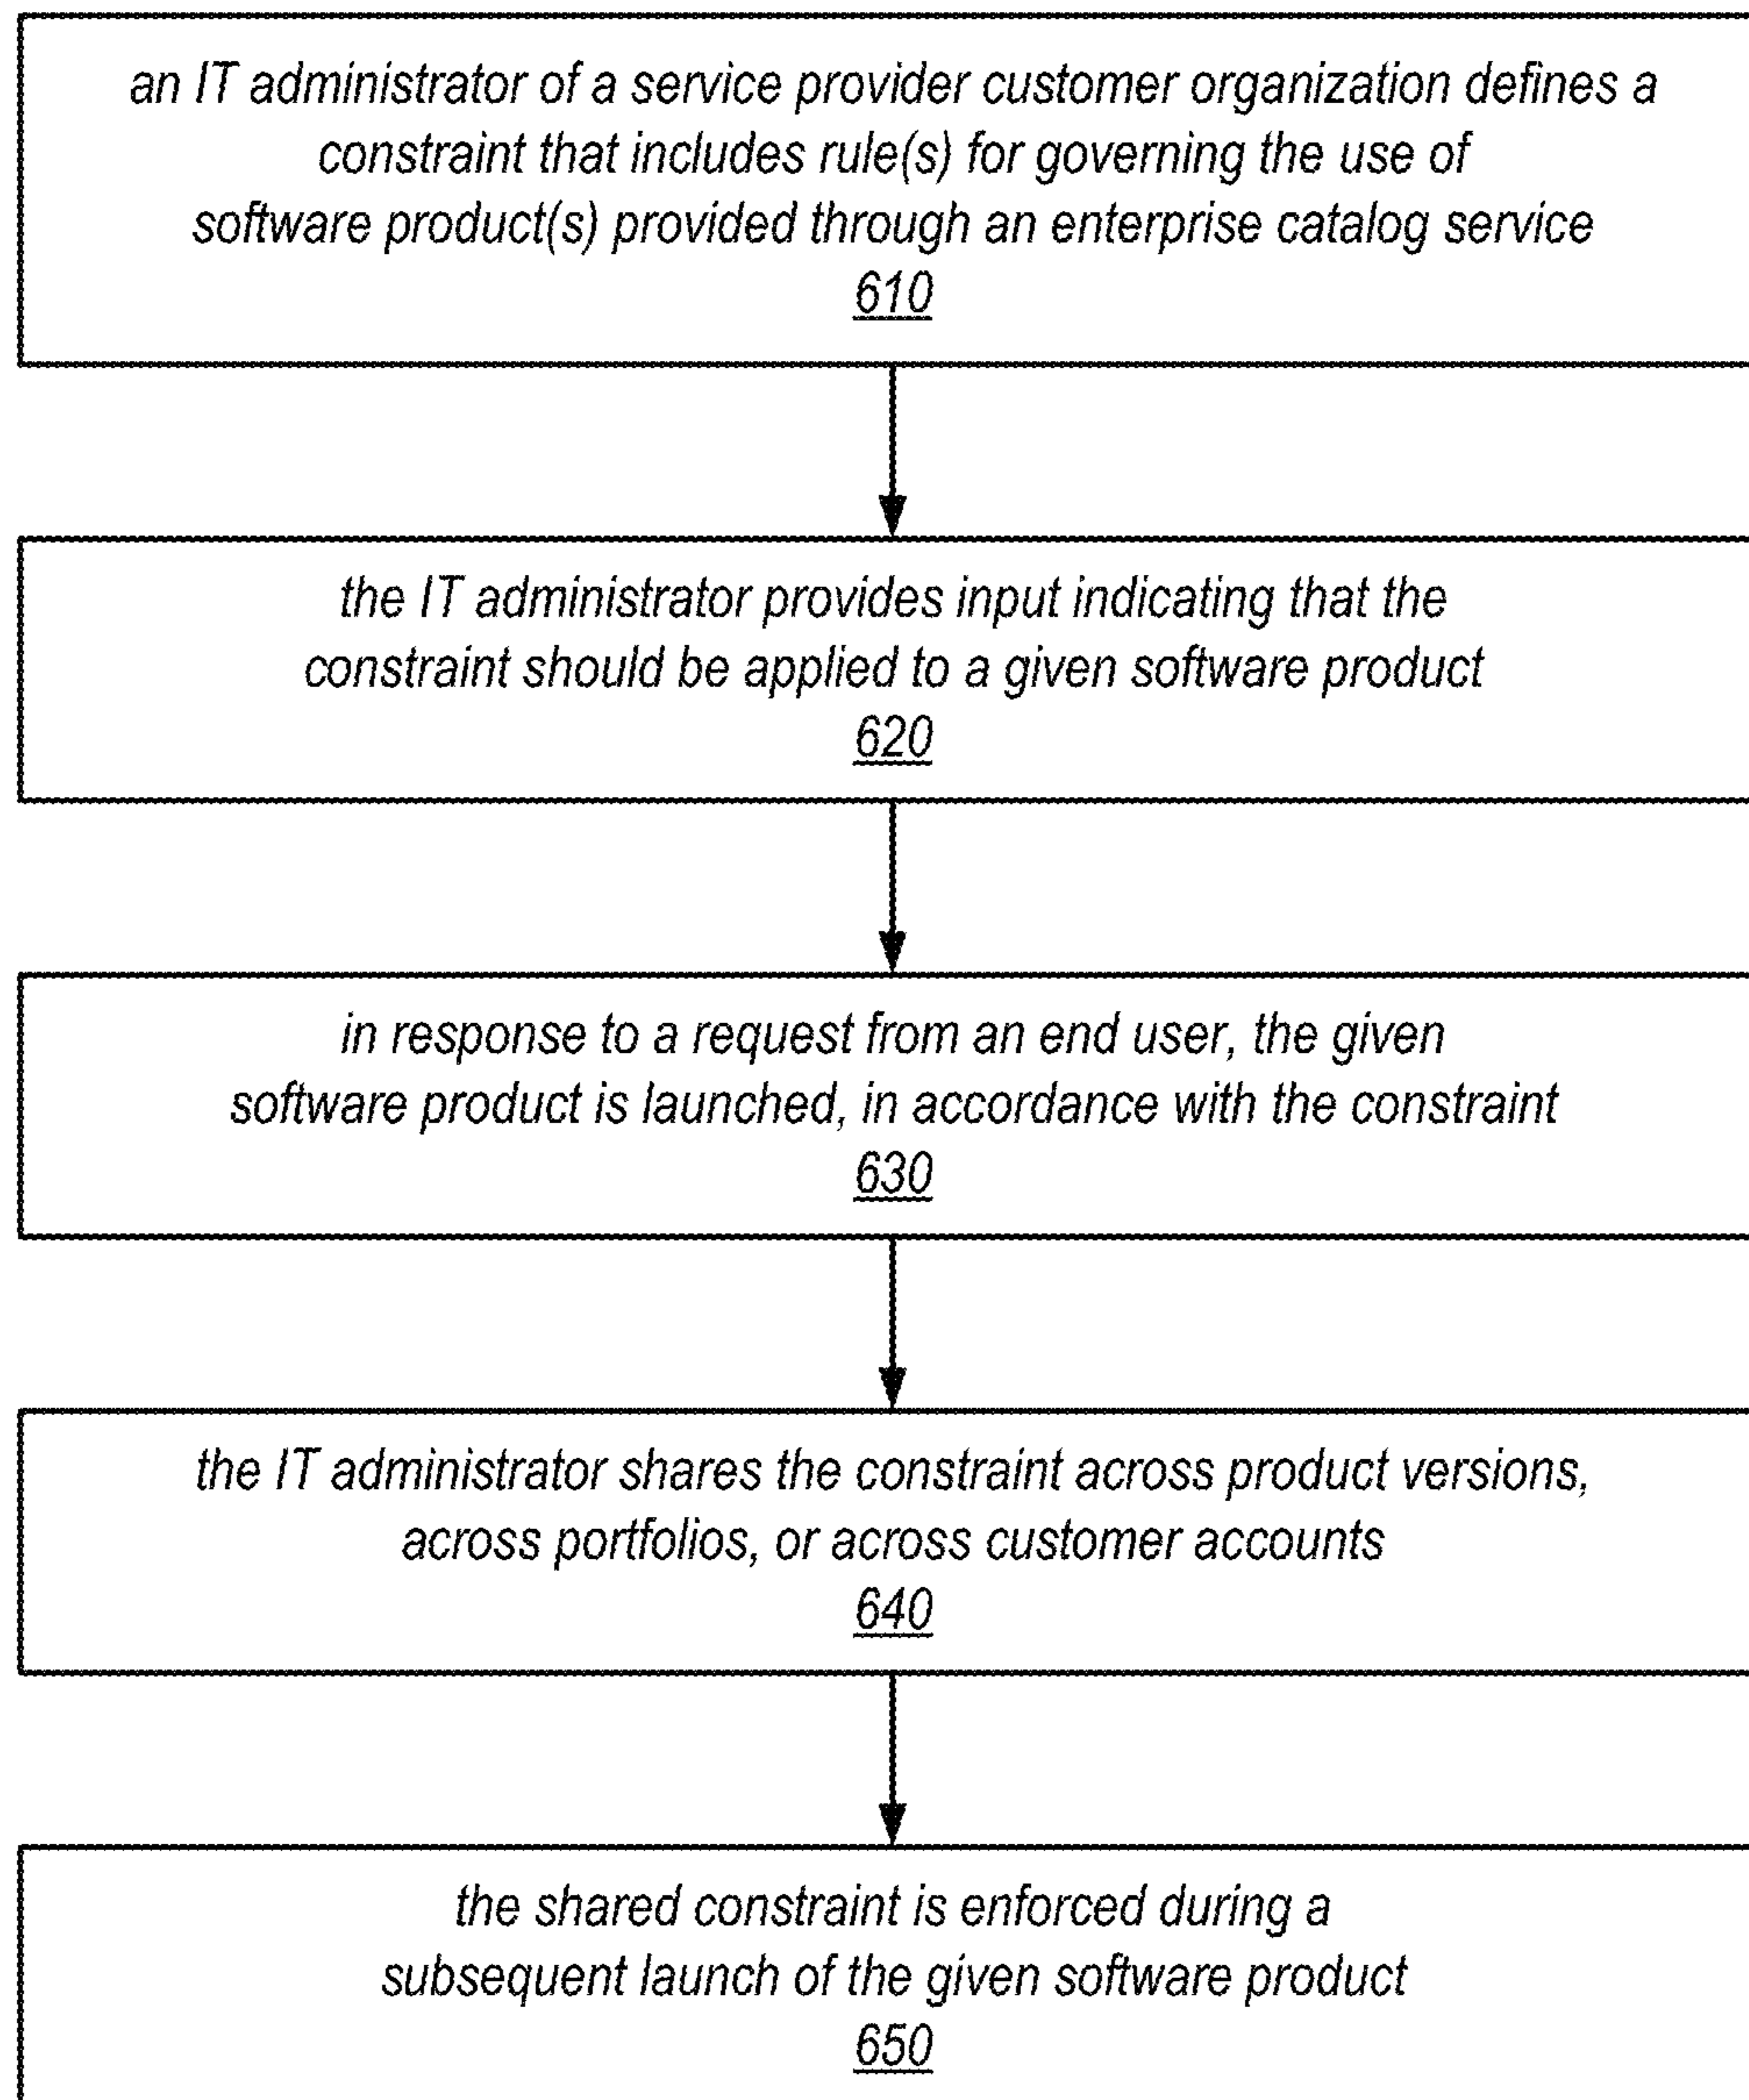 an IT administrator of a service provider customer organization defines a
constraint that includes rule(s) for governing the use of
software product(s) provided through an enterprise catalog service
610
the IT administrator provides input indicating that the
constraint should be applied to a given software product
620
in response to a request from an end user, the given
software product is launched, in accordance with the constraint
630
the IT administrator shares the constraint across product versions,
across portfolios, or across customer accounts
640
the shared constraint is enforced during a
subsequent launch of the given software product
650